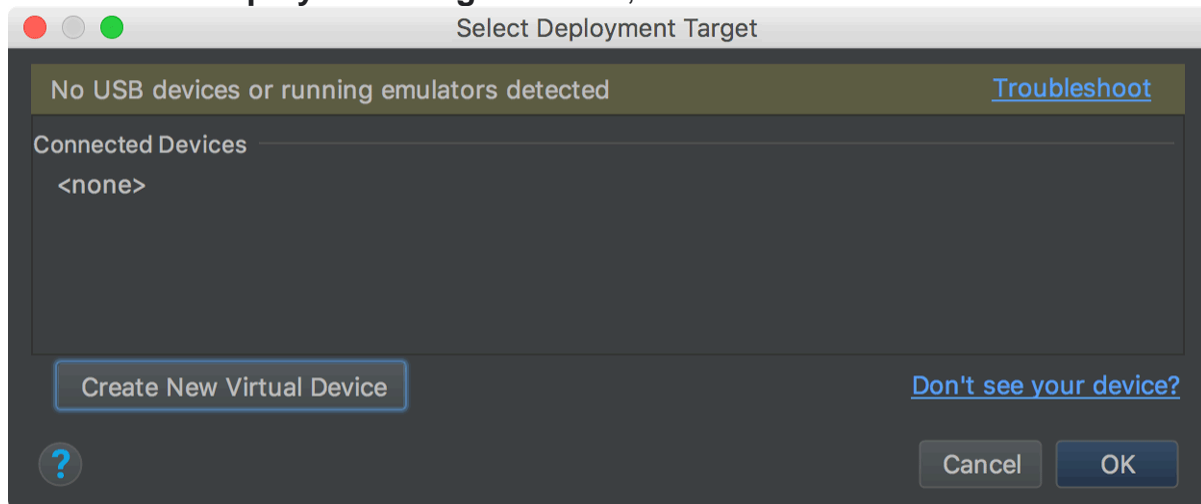 Select Deployment Target
No USB devices or running emulators detected Troubleshoot
Connected Devices
<none>
Create New Virtual Device Don't see your device?
? Cancel OK